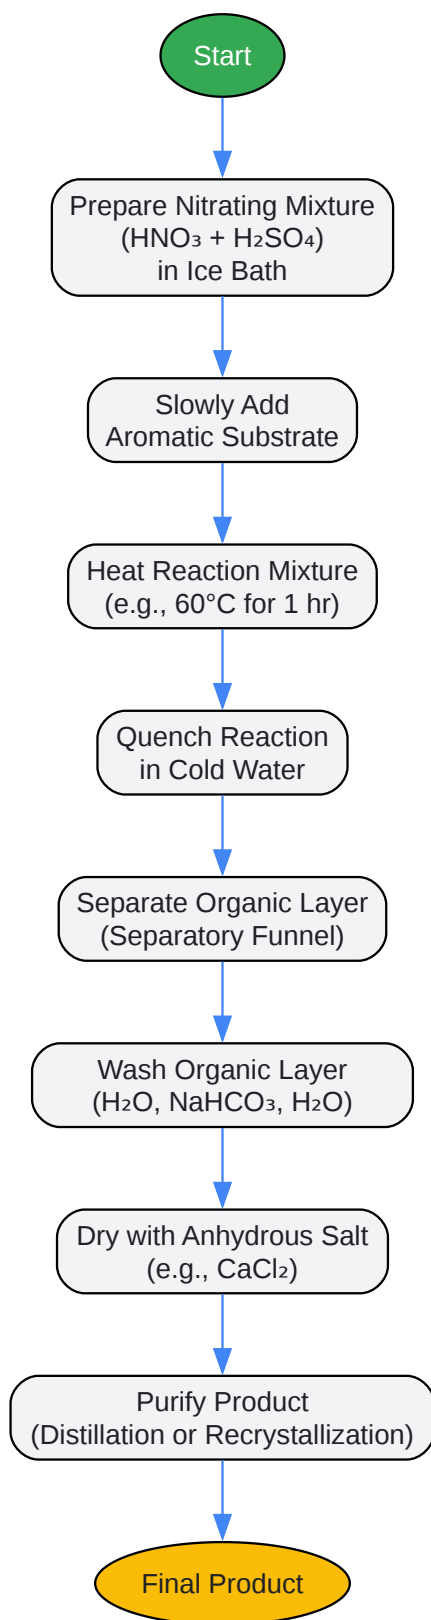 Start
Prepare Nitrating Mixture
(HNO₃ + H₂SO₄)
in Ice Bath
Slowly Add
Aromatic Substrate
Heat Reaction Mixture
(e.g., 60°C for 1 hr)
Quench Reaction
in Cold Water
Separate Organic Layer
(Separatory Funnel)
Wash Organic Layer
(H₂O, NaHCO₃, H₂O)
Dry with Anhydrous Salt
(e.g., CaCl₂)
Purify Product
(Distillation or Recrystallization)
Final Product